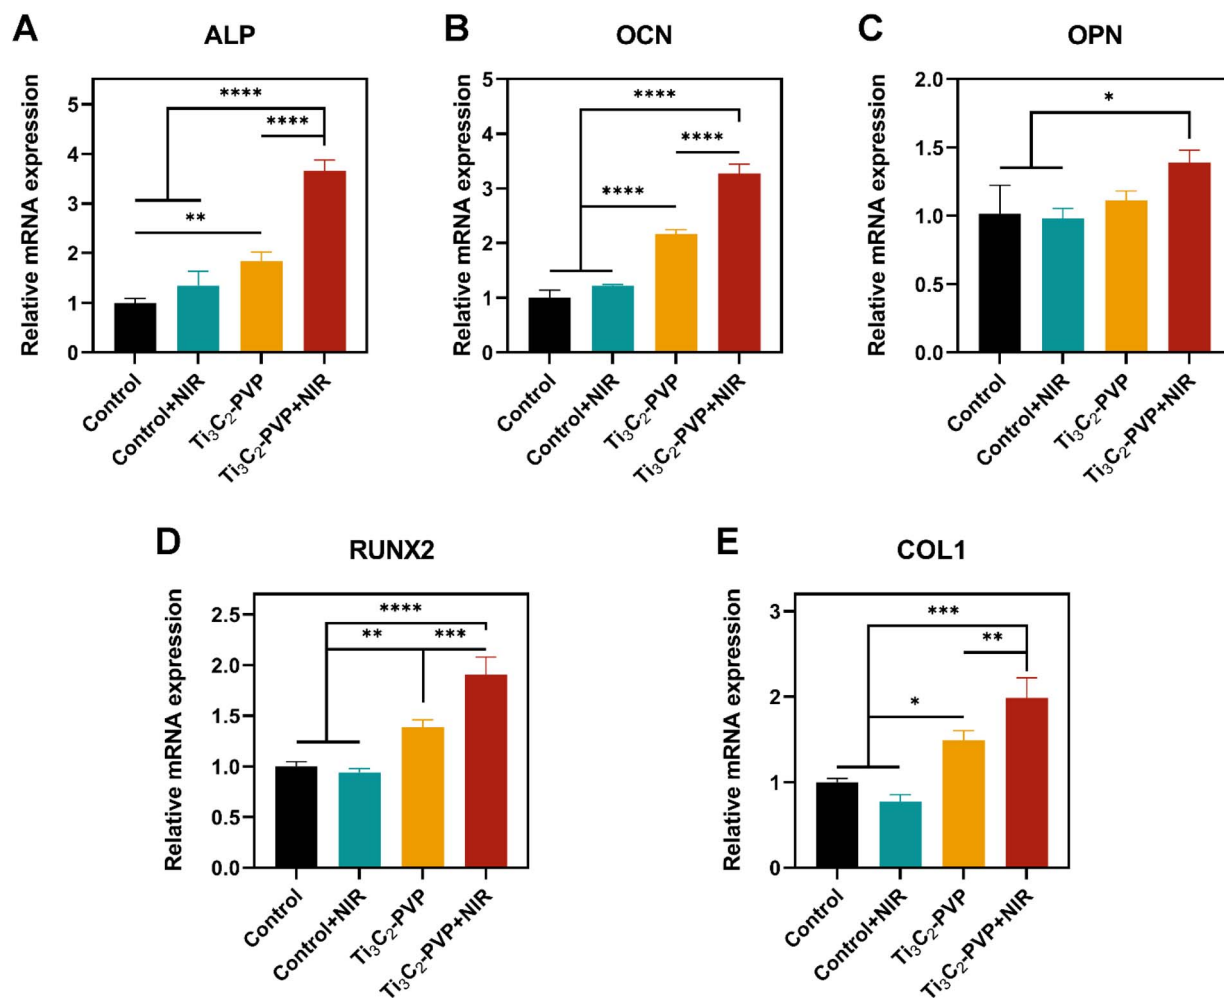 A
ALP
Relative mRNA expression
5
4
3
2
1
0
****
****
**
Control
Control+NIR
Ti₃C₂-PVP
Ti₃C₂-PVP+NIR
B
OCN
Relative mRNA expression
5
4
3
2
1
0
****
****
****
Control
Control+NIR
Ti₃C₂-PVP
Ti₃C₂-PVP+NIR
C
OPN
Relative mRNA expression
2.0
1.5
1.0
0.5
0.0
*
Control
Control+NIR
Ti₃C₂-PVP
Ti₃C₂-PVP+NIR
D
RUNX2
Relative mRNA expression
2.5
2.0
1.5
1.0
0.5
0.0
****
** ***
Control
Control+NIR
Ti₃C₂-PVP
Ti₃C₂-PVP+NIR
E
COL1
Relative mRNA expression
3
2
1
0
***
**
*
Control
Control+NIR
Ti₃C₂-PVP
Ti₃C₂-PVP+NIR